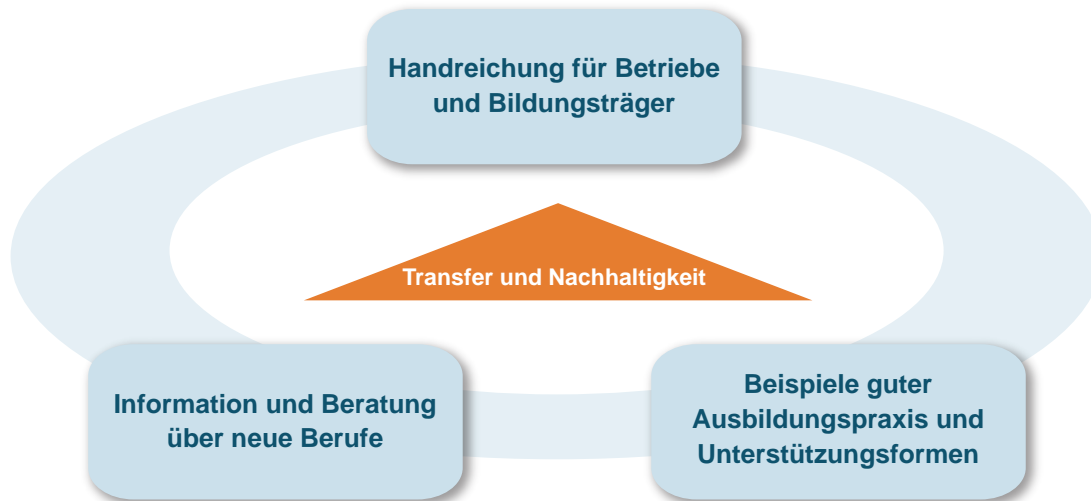 Handreichung für Betriebe
und Bildungsträger
Transfer und Nachhaltigkeit
Information und Beratung
über neue Berufe
Beispiele guter
Ausbildungspraxis und
Unterstützungsformen